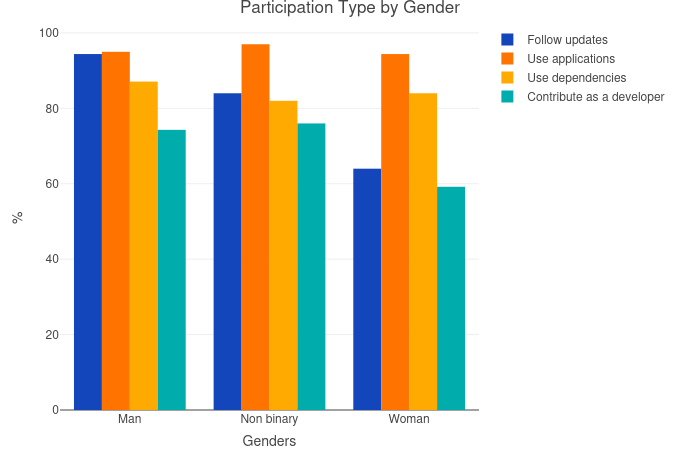 Participation Type by Gender
100
80
60
40
20
0
%
Man
Non binary
Woman
Genders
Follow updates
Use applications
Use dependencies
Contribute as a developer